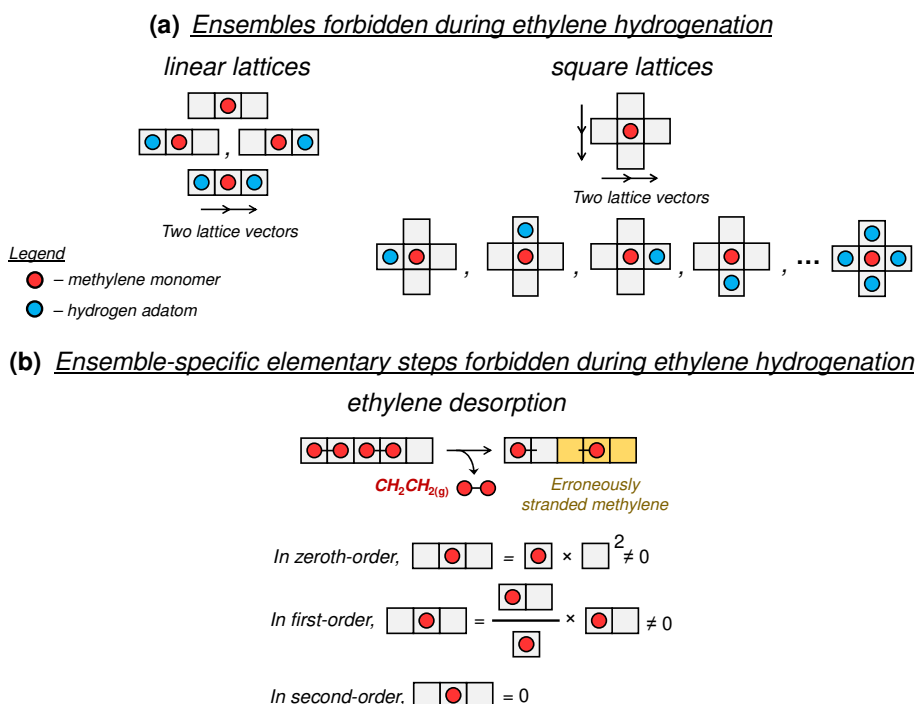 (a) Ensembles forbidden during ethylene hydrogenation
linear lattices
square lattices
,
Two lattice vectors
Two lattice vectors
Legend
– methylene monomer
– hydrogen adatom
, , , , ...
(b) Ensemble-specific elementary steps forbidden during ethylene hydrogenation
ethylene desorption
CH2CH2(g)
Erroneously
stranded methylene
In zeroth-order, = × 2 ≠ 0
In first-order, = × ≠ 0
In second-order, = 0